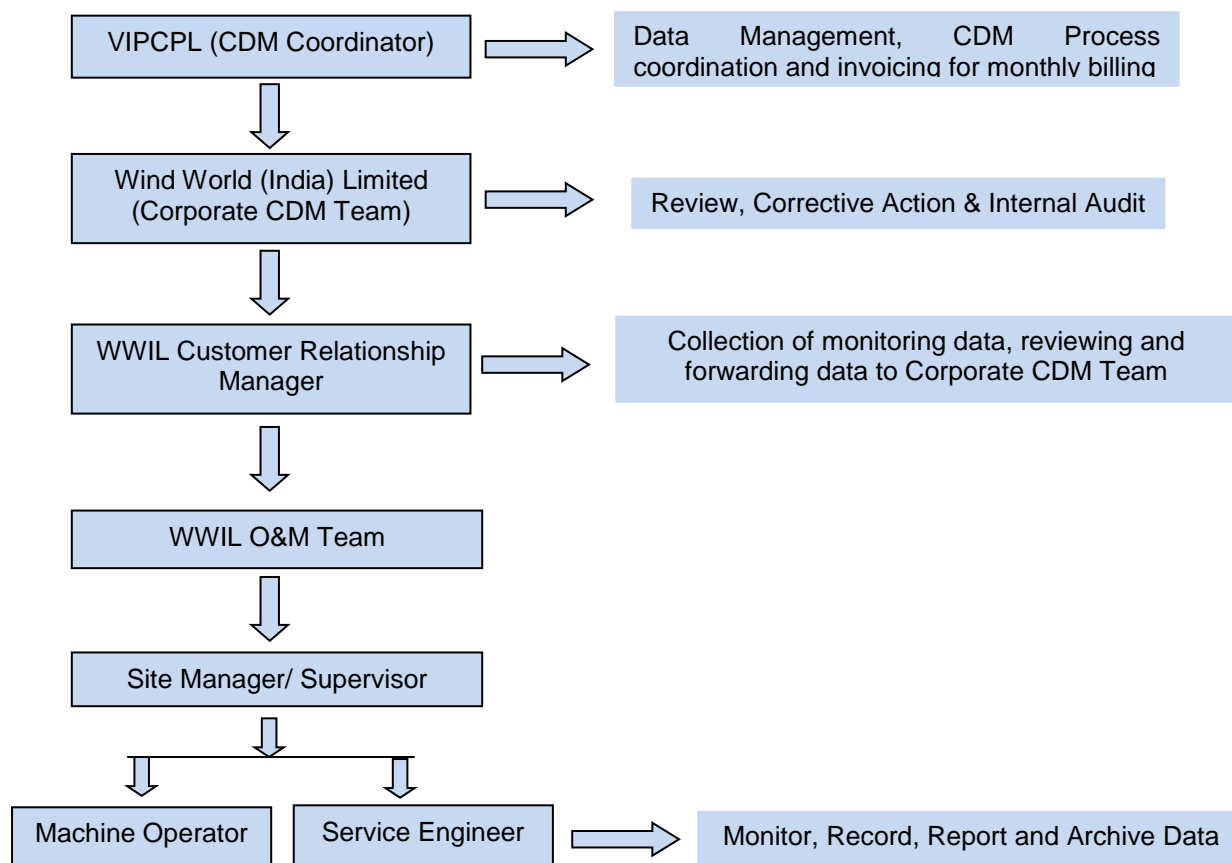 VIPCPL (CDM Coordinator)
Data Management, CDM Process
coordination and invoicing for monthly billing
Wind World (India) Limited
(Corporate CDM Team)
Review, Corrective Action & Internal Audit
WWIL Customer Relationship
Manager
Collection of monitoring data, reviewing and
forwarding data to Corporate CDM Team
WWIL O&M Team
Site Manager/ Supervisor
Machine Operator
Service Engineer
Monitor, Record, Report and Archive Data